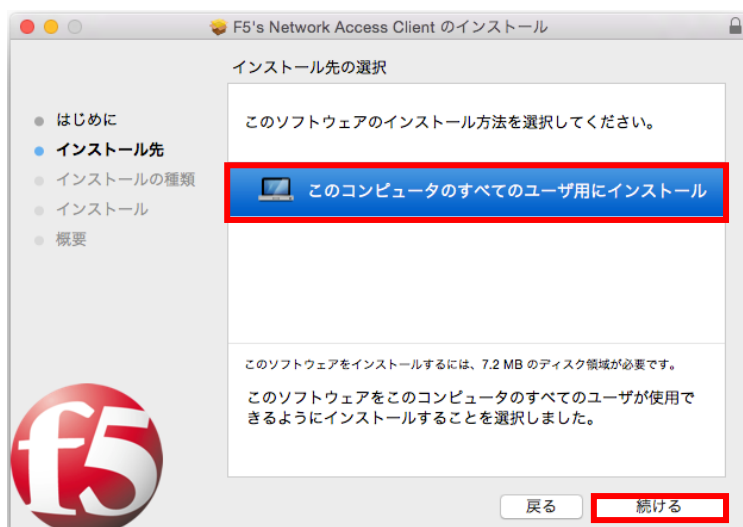 F5's Network Access Client のインストール
インストール先の選択
はじめに
インストール先
インストールの種類
インストール
概要
このソフトウェアのインストール方法を選択してください。
このコンピュータのすべてのユーザ用にインストール
このソフトウェアをインストールするには、7.2 MB のディスク領域が必要です。
このソフトウェアをこのコンピュータのすべてのユーザが使用で
きるようにインストールすることを選択しました。
f5
戻る
続ける